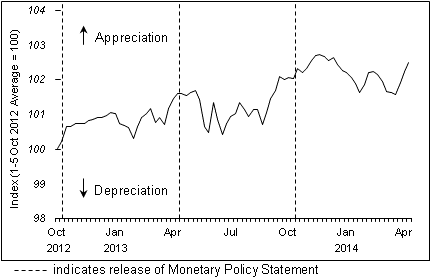 104
Appreciation
103
102
101
100
99
98
Index (1-5 Oct 2012 Average = 100)
Depreciation
Oct Jan Apr Jul Oct Jan Apr
2012 2013 2014
indicates release of Monetary Policy Statement